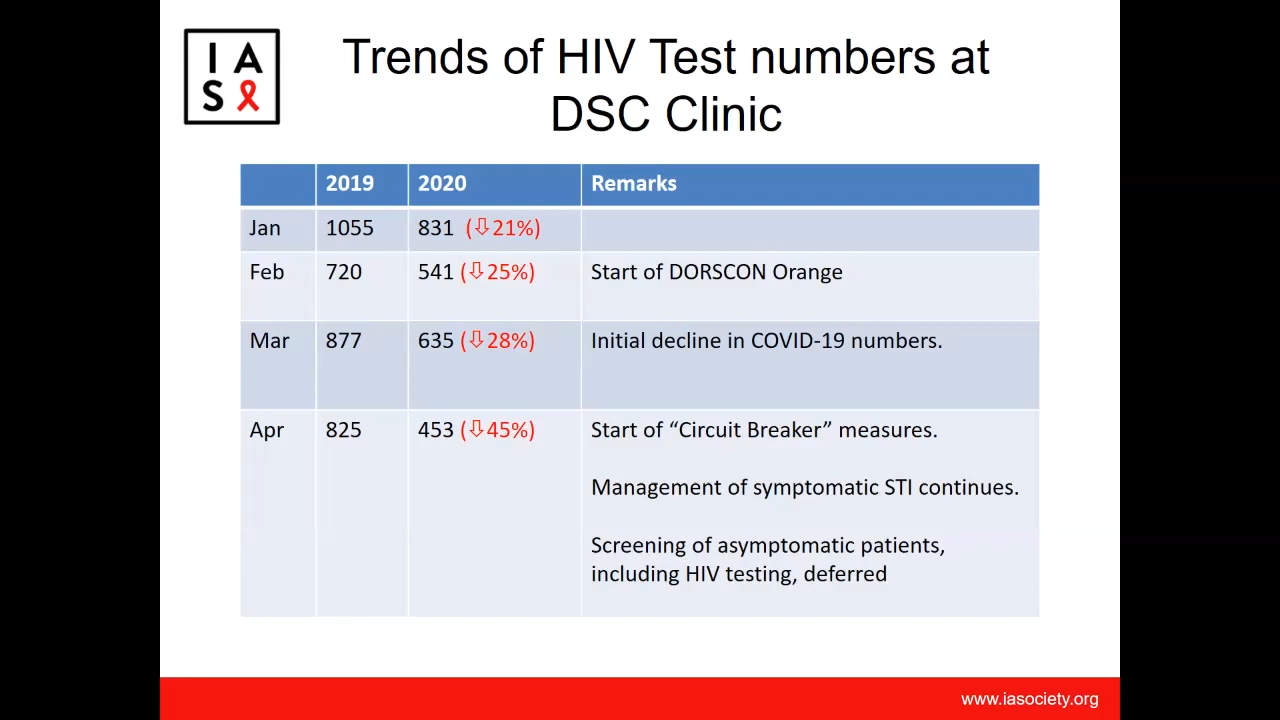 I A
S
Trends of HIV Test numbers at
DSC Clinic
2019 2020 Remarks
Jan 1055 831 (⇩21%)
Feb 720 541 (⇩25%) Start of DORSCON Orange
Mar 877 635 (⇩28%) Initial decline in COVID-19 numbers.
Apr 825 453 (⇩45%) Start of “Circuit Breaker” measures.
Management of symptomatic STI continues.
Screening of asymptomatic patients,
including HIV testing, deferred
www.iasociety.org